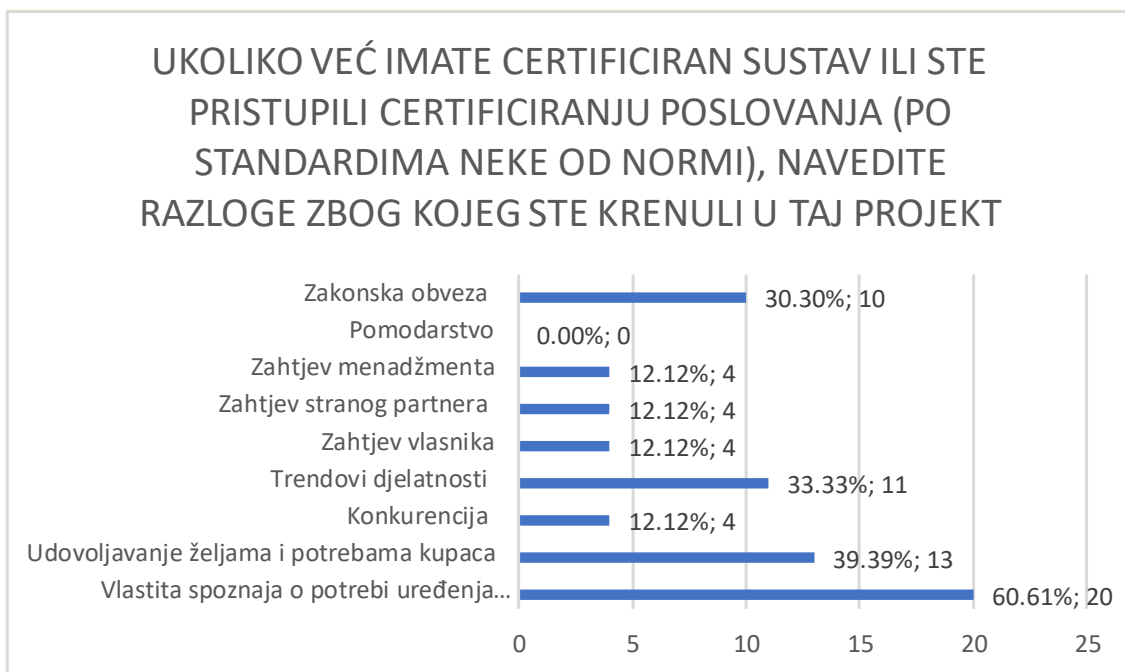 UKOLIKO VEĆ IMATE CERTIFICIRAN SUSTAV ILI STE
PRISTUPILI CERTIFICIRANJU POSLOVANJA (PO
STANDARDIMA NEKE OD NORMI), NAVEDITE
RAZLOGE ZBOG KOJEG STE KRENULI U TAJ PROJEKT
Zakonska obveza 30.30%; 10
Pomodarstvo 0.00%; 0
Zahtjev menadžmenta 12.12%; 4
Zahtjev stranog partnera 12.12%; 4
Zahtjev vlasnika 12.12%; 4
Trendovi djelatnosti 33.33%; 11
Konkurencija 12.12%; 4
Udovoljavanje željama i potrebama kupaca 39.39%; 13
Vlastita spoznaja o potrebi uređenja... 60.61%; 20
0 5 10 15 20 25